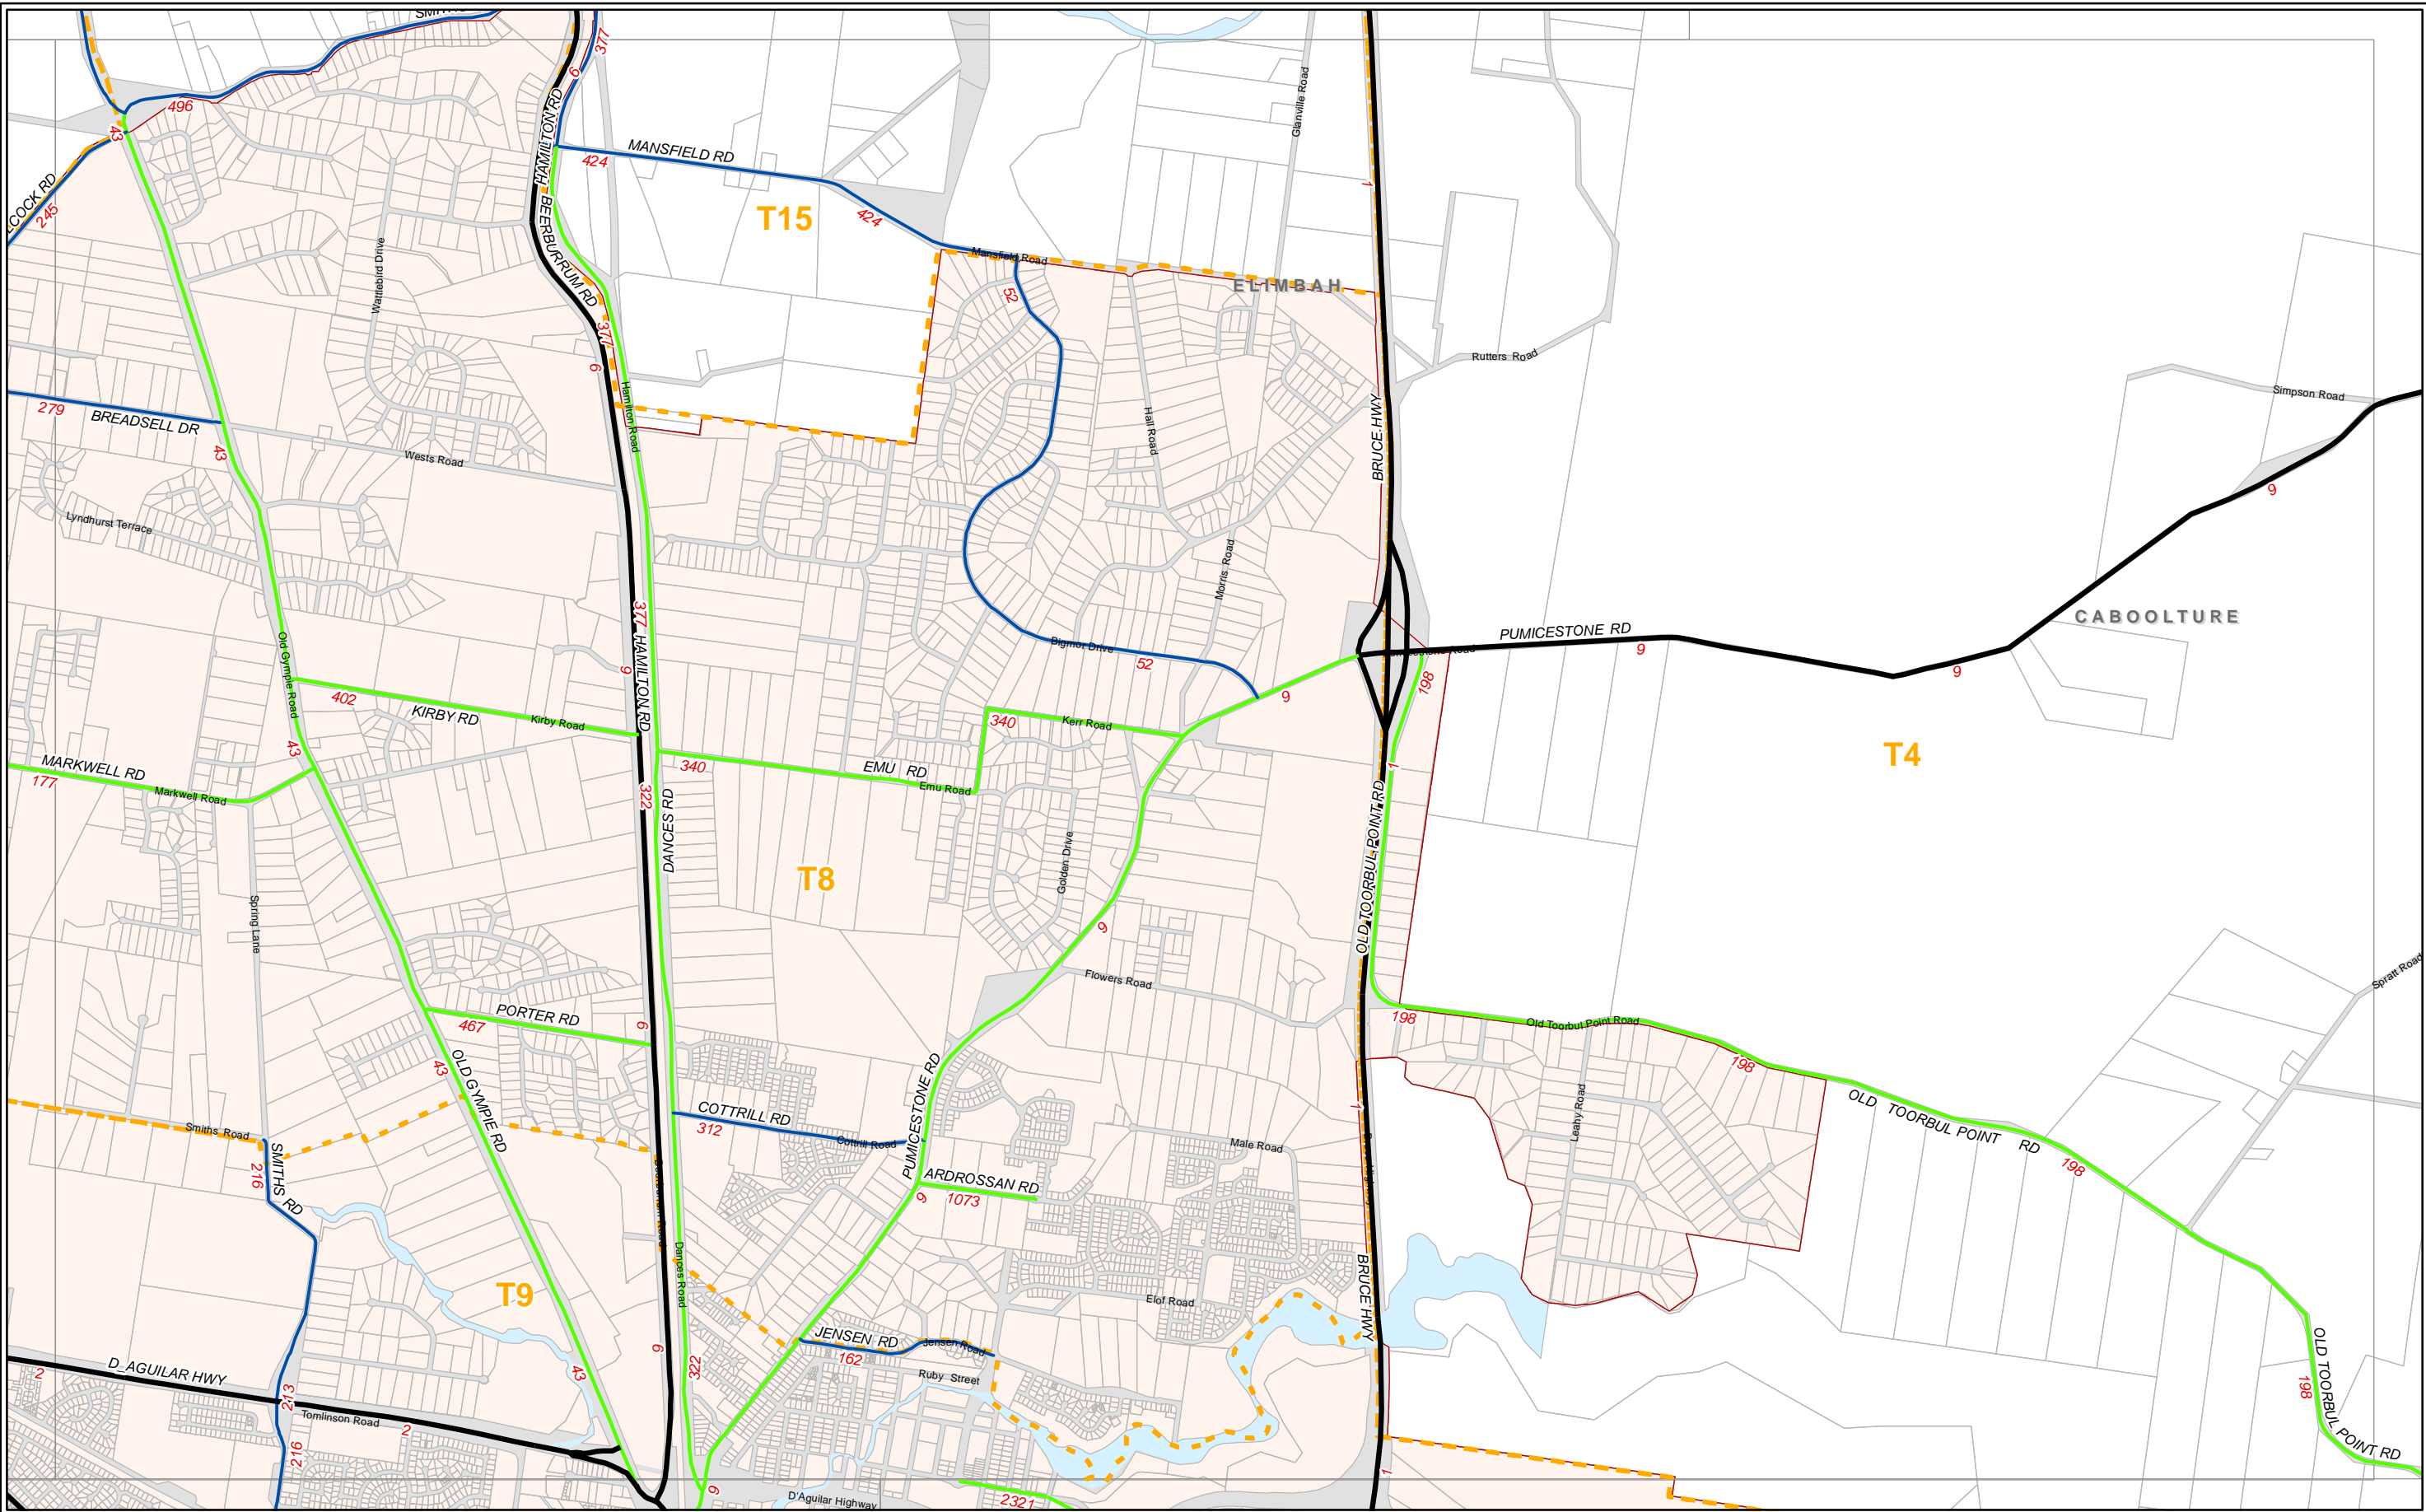 377
6
496
43
HAMILTON RD
MANSFIELD RD
424
Glanville Road
1
245
T15
424
BEERBURRUM RD
Wattlebird Drive
Mansfield Road
ELIMBAH
52
377
6
Rutters Road
Simpson Road
279
BREADSELL DR
Hamilton Road
Hall Road
BRUCE HWY
43
Wests Road
9
Lyndhurst Terrace
Morris Road
377
HAMILTON RD
CABOOLTURE
PUMICESTONE RD
9
Old Gympie Road
Bigmor Drive
52
9
6
198
9
402
KIRBY RD
Kirby Road
340
Kerr Road
43
MARKWELL RD
177
Markwell Road
340
EMU RD
Emu Road
1
T4
322
DANCES RD
OLD TOORBUL POINT RD
T8
Golden Drive
Spring Lane
9
Flowers Road
Spratt Road
467
PORTER RD
6
198
Old Toorbul Point Road
43
OLD GYMPIE RD
198
PUMICESTONE RD
1
Leahy Road
OLD TOORBUL POINT RD
COTTRILL RD
312
Cottrill Road
Smiths Road
Male Road
216
SMITHS RD
198
ARDROSSAN RD
1073
9
T9
Dances Road
Elof Road
BRUCE HWY
JENSEN RD
Jensen Road
162
6
322
Ruby Street
OLD TOORBUL POINT RD
198
D_AGUILAR HWY
2
43
213
Tomlinson Road
2
216
9
D'Aguilar Highway
2321
1